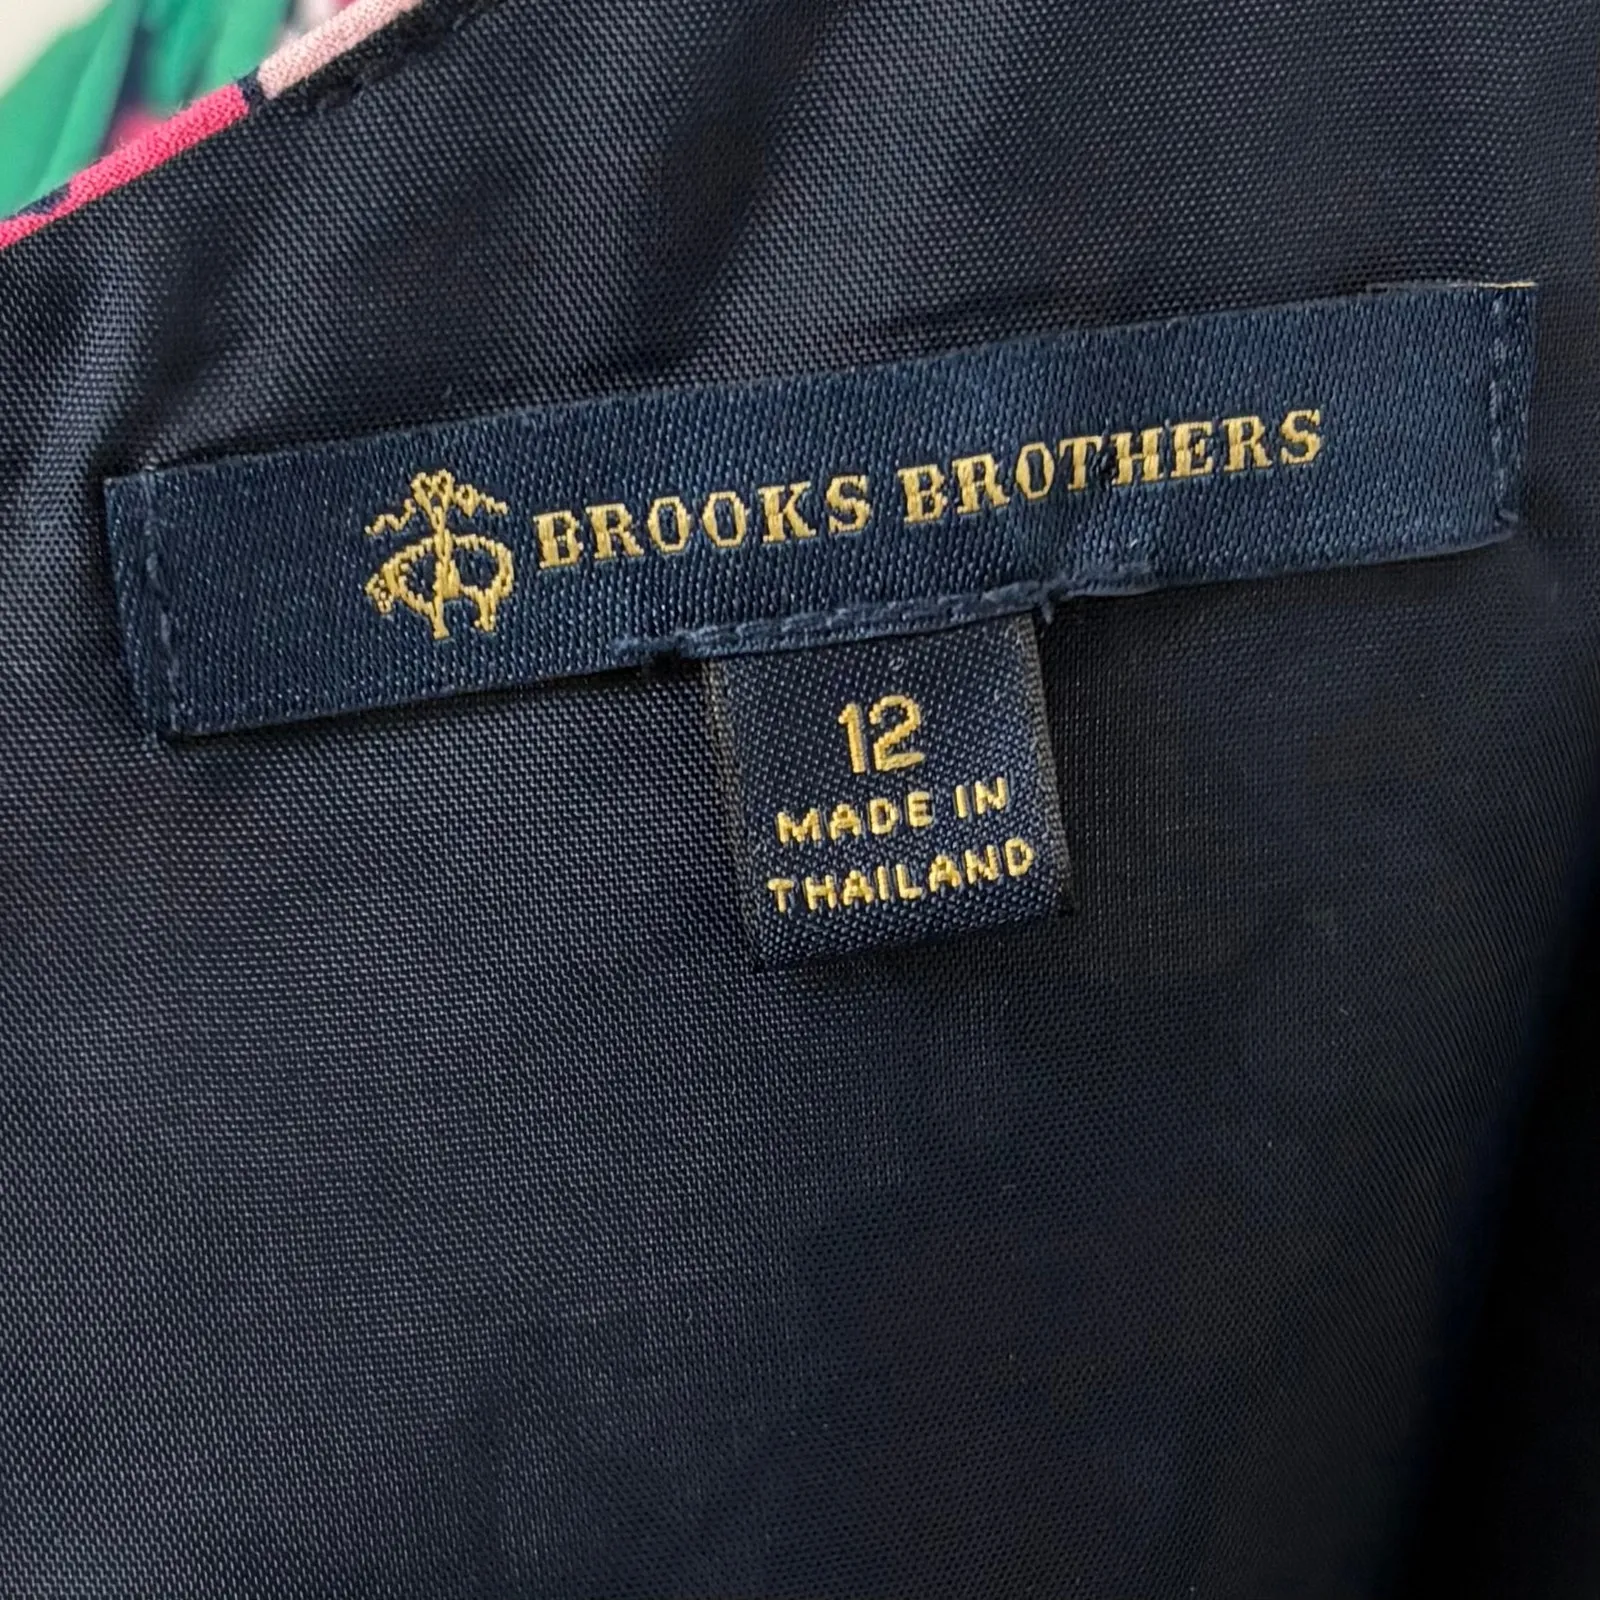 BROOKS BROTHERS
12
MADE IN
THAILAND